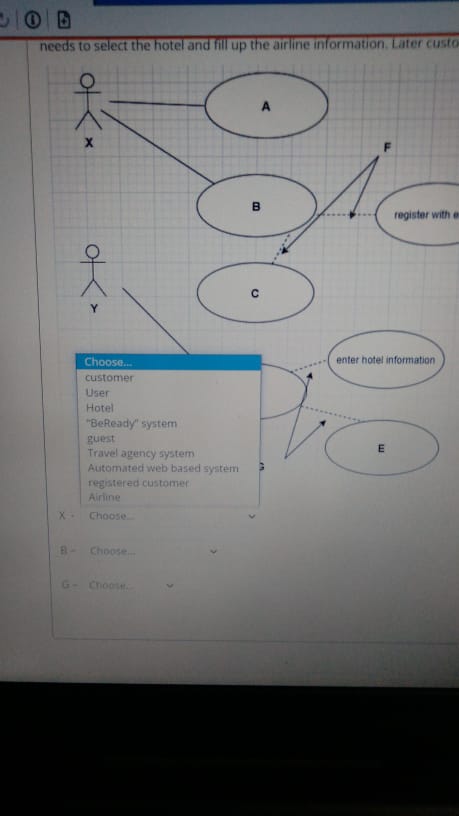 needs to select the hotel and fill up the airline information. Later custo
A
X
F
B
register with e
Y
C
enter hotel information
Choose...
customer
User
Hotel
"BeReady" system
guest
Travel agency system
Automated web based system
registered customer
Airline
E
X - Choose...
B - Choose...
G - Choose...